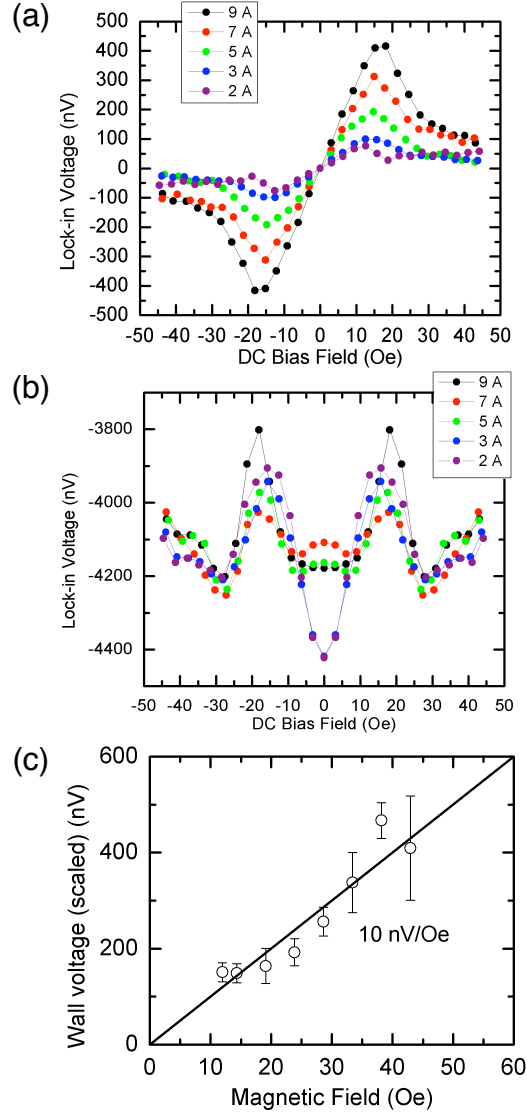 (a)
500
400
300
200
100
0
-100
-200
-300
-400
-500
Lock-in Voltage (nV)
9 A
7 A
5 A
3 A
2 A
-50 -40 -30 -20 -10 0 10 20 30 40 50
DC Bias Field (Oe)
(b)
-3800
-4000
-4200
-4400
Lock-in Voltage (nV)
9 A
7 A
5 A
3 A
2 A
-50 -40 -30 -20 -10 0 10 20 30 40 50
DC Bias Field (Oe)
(c)
600
400
200
0
Wall voltage (scaled) (nV)
10 nV/Oe
0 10 20 30 40 50 60
Magnetic Field (Oe)